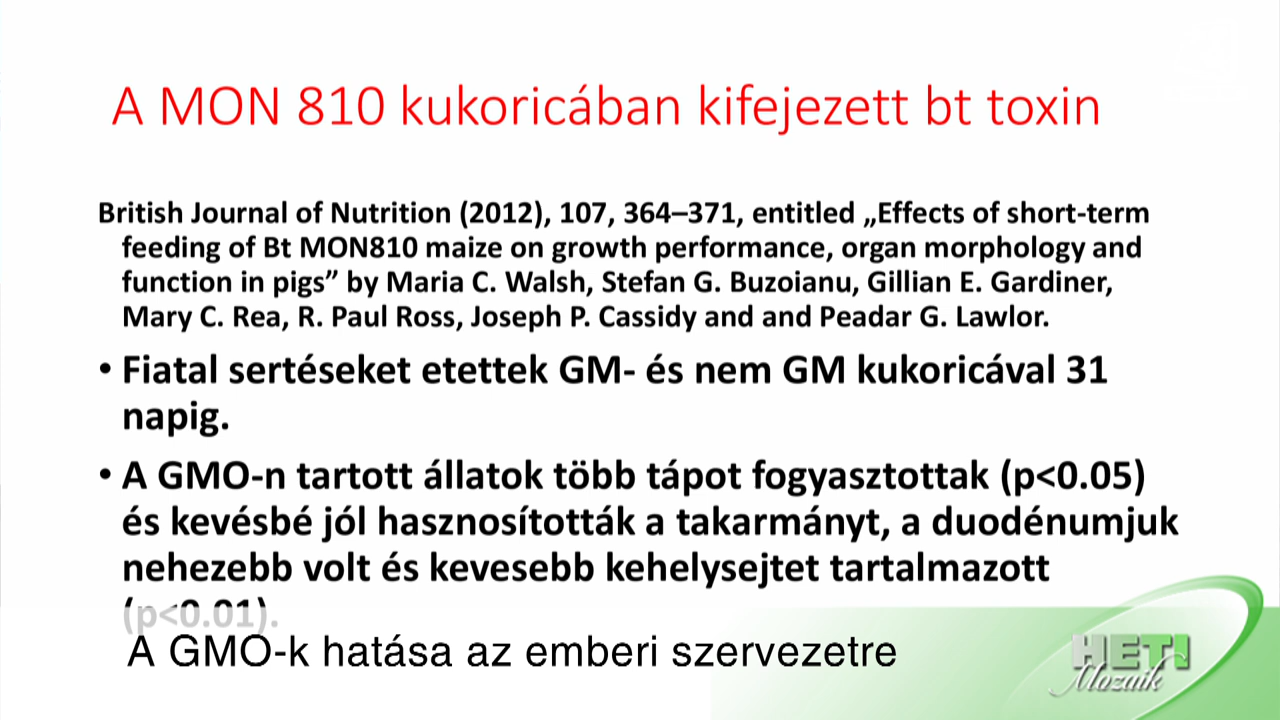 A MON 810 kukoricában kifejezett bt toxin
British Journal of Nutrition (2012), 107, 364–371, entitled „Effects of short-term
feeding of Bt MON810 maize on growth performance, organ morphology and
function in pigs” by Maria C. Walsh, Stefan G. Buzoianu, Gillian E. Gardiner,
Mary C. Rea, R. Paul Ross, Joseph P. Cassidy and and Peadar G. Lawlor.
• Fiatal sertéseket etettek GM- és nem GM kukoricával 31
napig.
• A GMO-n tartott állatok több tápot fogyasztottak (p<0.05)
és kevésbé jól hasznosították a takarmányt, a duodénumjuk
nehezebb volt és kevesebb kehelysejtet tartalmazott
(p<0.01).
A GMO-k hatása az emberi szervezetre
HETI
Mozaik